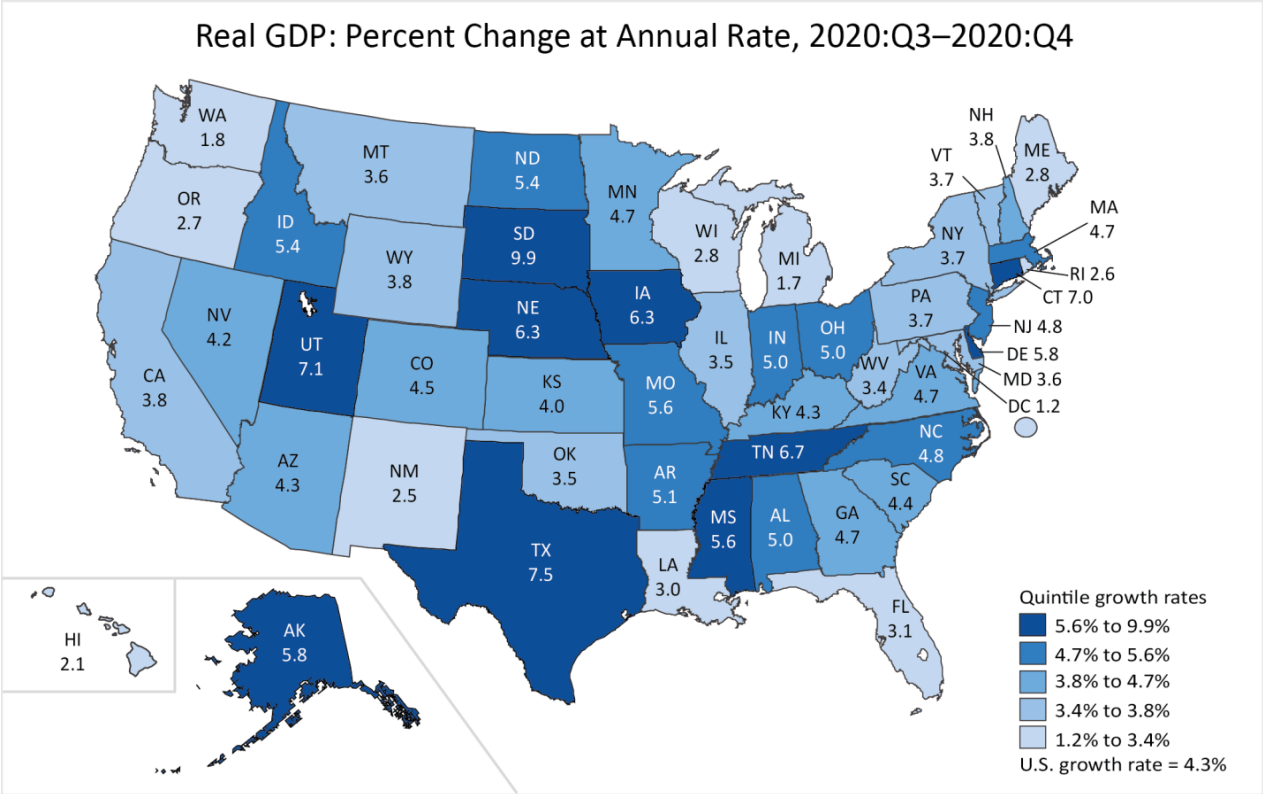 Real GDP: Percent Change at Annual Rate, 2020:Q3–2020:Q4
WA
1.8
OR
2.7
CA
3.8
NV
4.2
ID
5.4
MT
3.6
WY
3.8
UT
7.1
AZ
4.3
CO
4.5
NM
2.5
ND
5.4
SD
9.9
NE
6.3
KS
4.0
OK
3.5
TX
7.5
MN
4.7
IA
6.3
MO
5.6
AR
5.1
LA
3.0
WI
2.8
IL
3.5
MI
1.7
IN
5.0
OH
5.0
KY 4.3
TN 6.7
MS
5.6
AL
5.0
GA
4.7
FL
3.1
SC
4.4
NC
4.8
VA
4.7
WV
3.4
PA
3.7
NY
3.7
VT
3.7
NH
3.8
ME
2.8
MA
4.7
RI 2.6
CT 7.0
NJ 4.8
DE 5.8
MD 3.6
DC 1.2
HI
2.1
AK
5.8
Quintile growth rates
5.6% to 9.9%
4.7% to 5.6%
3.8% to 4.7%
3.4% to 3.8%
1.2% to 3.4%
U.S. growth rate = 4.3%